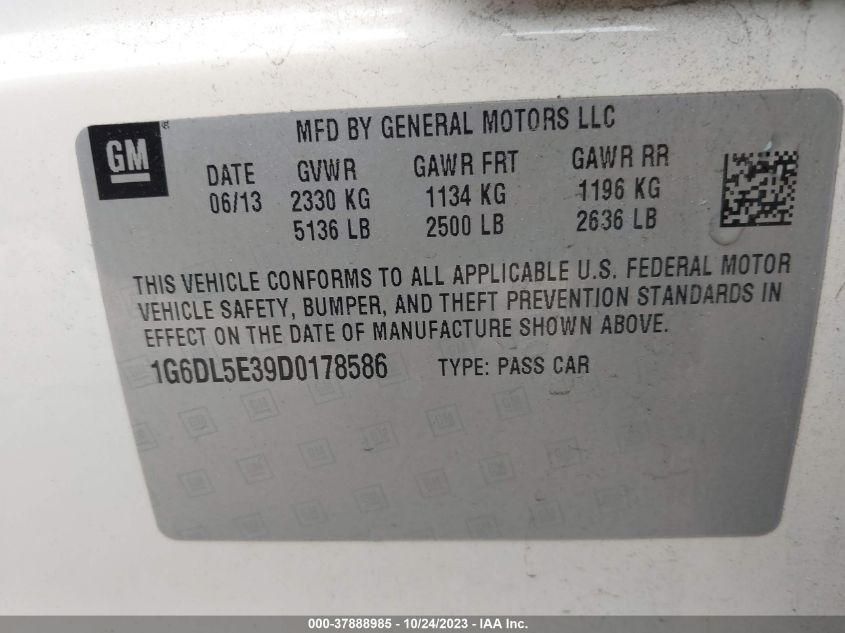 GM
MFD BY GENERAL MOTORS LLC
DATE GVWR GAWR FRT GAWR RR
06/13 2330 KG 1134 KG 1196 KG
5136 LB 2500 LB 2636 LB
THIS VEHICLE CONFORMS TO ALL APPLICABLE U.S. FEDERAL MOTOR
VEHICLE SAFETY, BUMPER, AND THEFT PREVENTION STANDARDS IN
EFFECT ON THE DATE OF MANUFACTURE SHOWN ABOVE.
1G6DL5E39D0178586 TYPE: PASS CAR
000-37888985 - 10/24/2023 - IAA Inc.